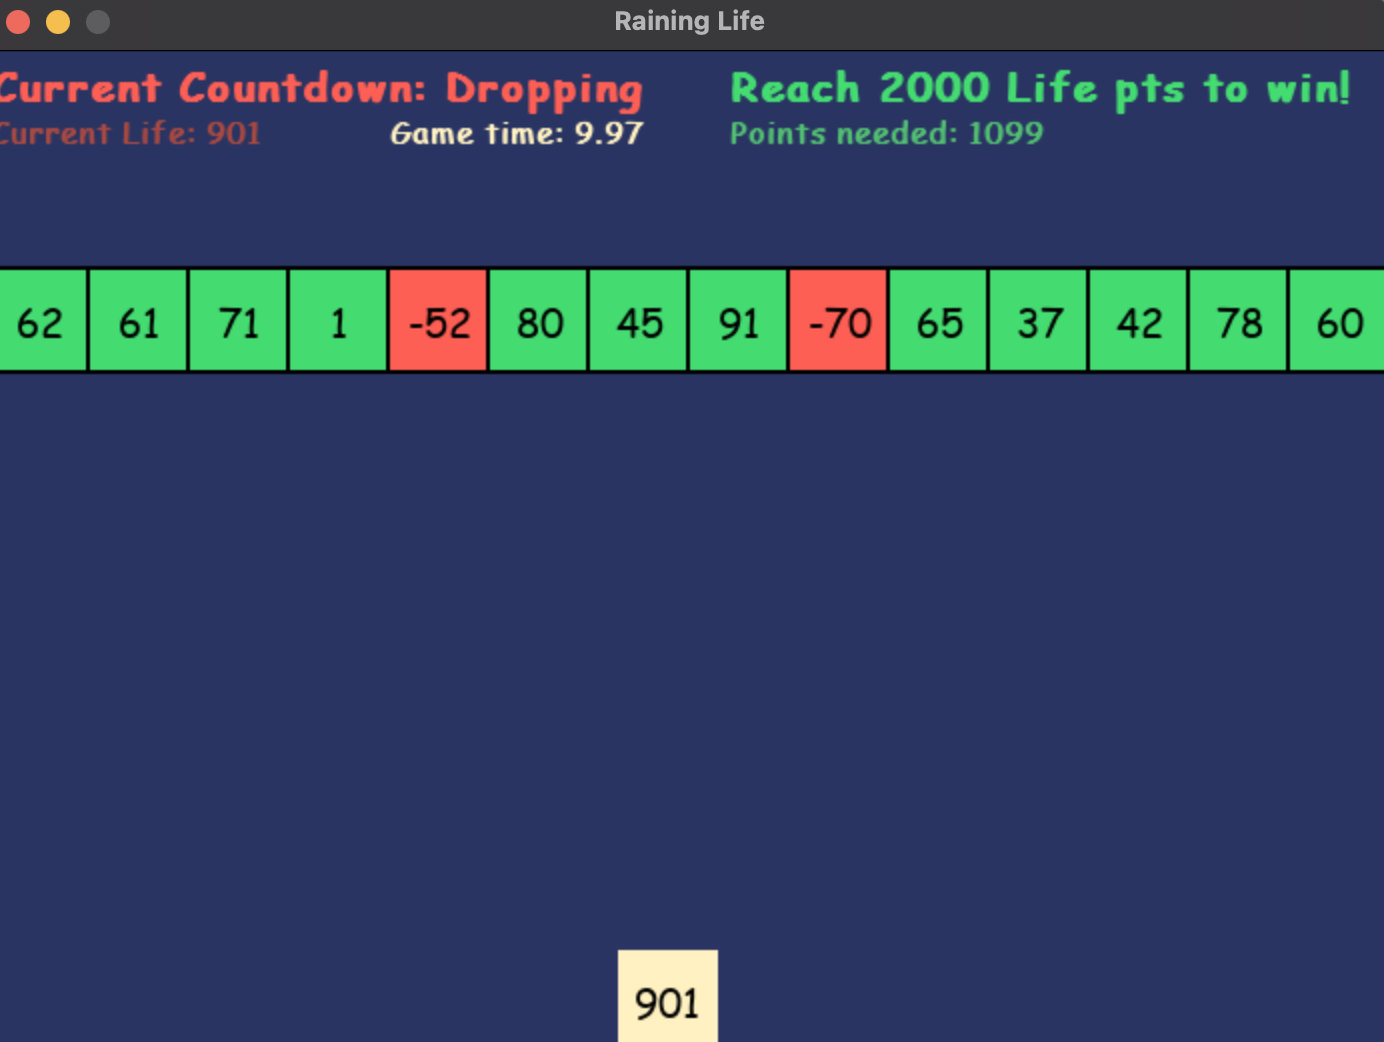 Raining Life
Current Countdown: Dropping
Reach 2000 Life pts to win!
Current Life: 901
Game time: 9.97
Points needed: 1099
62 61 71 1 -52 80 45 91 -70 65 37 42 78 60
901